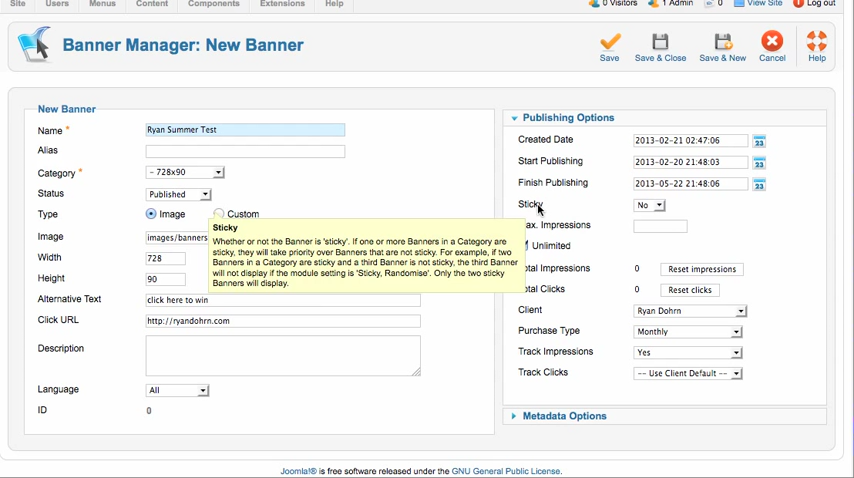 Site Users Menus Content Components Extensions Help 0 Visitors 1 Admin 0 View Site Log out
Banner Manager: New Banner
Save Save & Close Save & New Cancel Help
New Banner
Name * Ryan Summer Test
Alias
Category * - 728x90
Status Published
Type Image Custom
Image images/banners
Width 728
Height 90
Alternative Text click here to win
Click URL http://ryandohrn.com
Description
Language All
ID 0
Sticky
Whether or not the Banner is 'sticky'. If one or more Banners in a Category are
sticky, they will take priority over Banners that are not sticky. For example, if two
Banners in a Category are sticky and a third Banner is not sticky, the third Banner
will not display if the module setting is 'Sticky, Randomise'. Only the two sticky
Banners will display.
Publishing Options
Created Date 2013-02-21 02:47:06 23
Start Publishing 2013-02-20 21:48:03 23
Finish Publishing 2013-05-22 21:48:06 23
Sticky No
ax. Impressions
Unlimited
otal Impressions 0 Reset impressions
otal Clicks 0 Reset clicks
Client Ryan Dohrn
Purchase Type Monthly
Track Impressions Yes
Track Clicks -- Use Client Default --
Metadata Options
Joomla!® is free software released under the GNU General Public License.